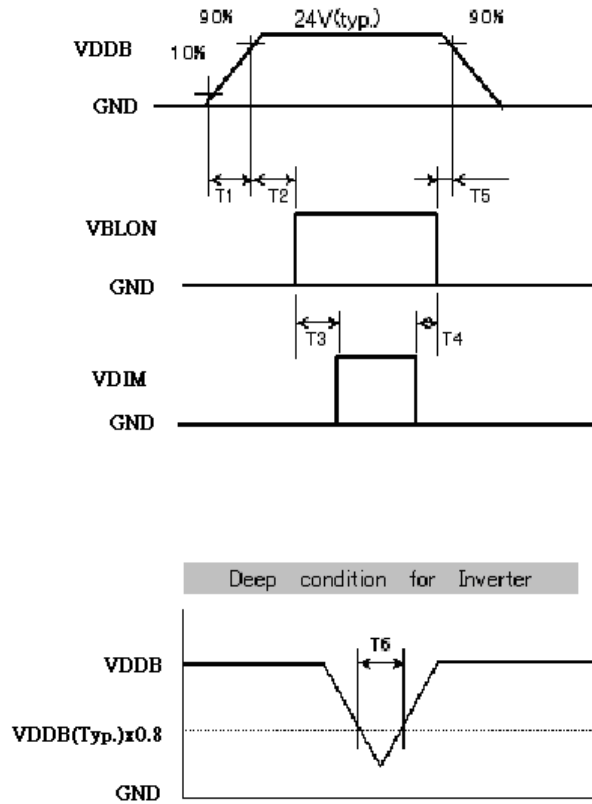 90% 24V(typ.) 90%
VDDB
10%
GND
T1 T2 T5
VBLON
GND
T3 T4
VDIM
GND
Deep condition for Inverter
T6
VDDB
VDDB(Typ.)x0.8
GND